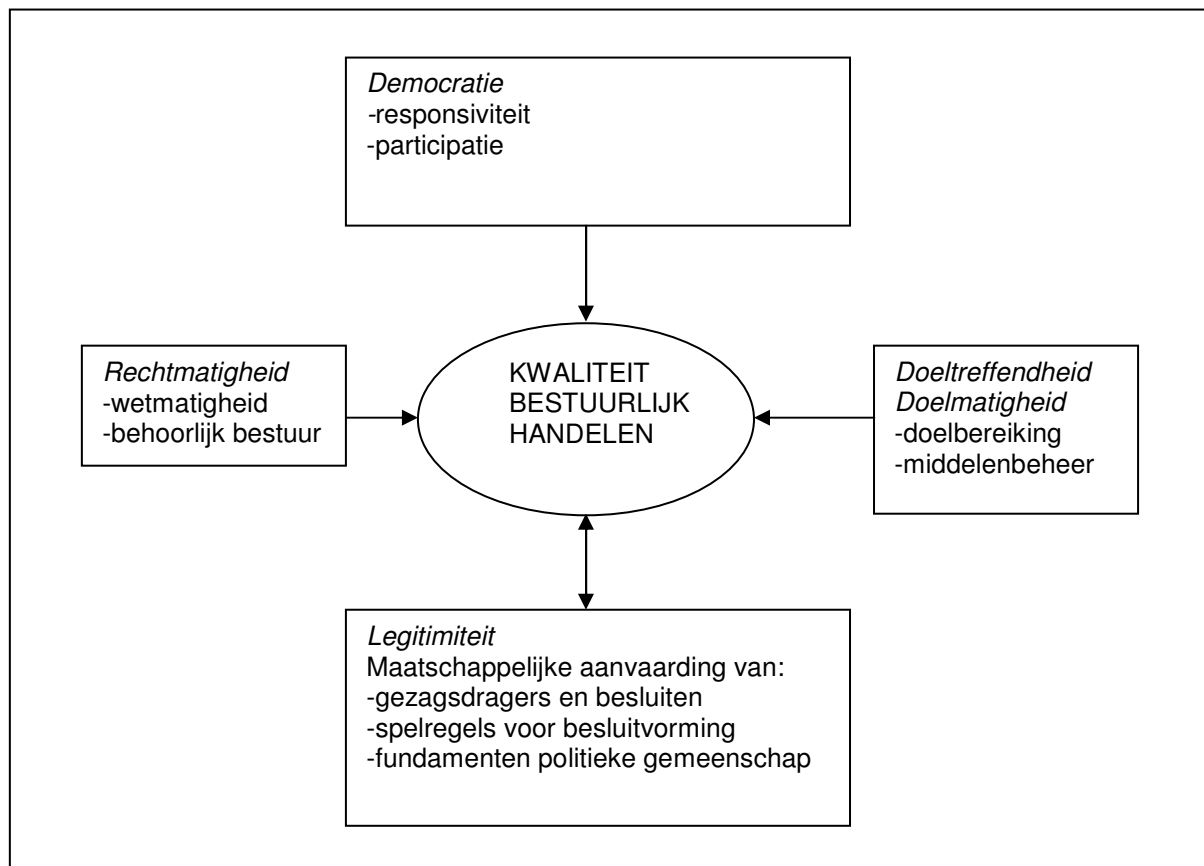 Democratie
-responsiviteit
-participatie
Rechtmatigheid
-wetmatigheid
-behoorlijk bestuur
KWALITEIT
BESTUURLIJK
HANDELEN
Doeltreffendheid
Doelmatigheid
-doelbereiking
-middelenbeheer
Legitimiteit
Maatschappelijke aanvaarding van:
-gezagsdragers en besluiten
-spelregels voor besluitvorming
-fundamenten politieke gemeenschap